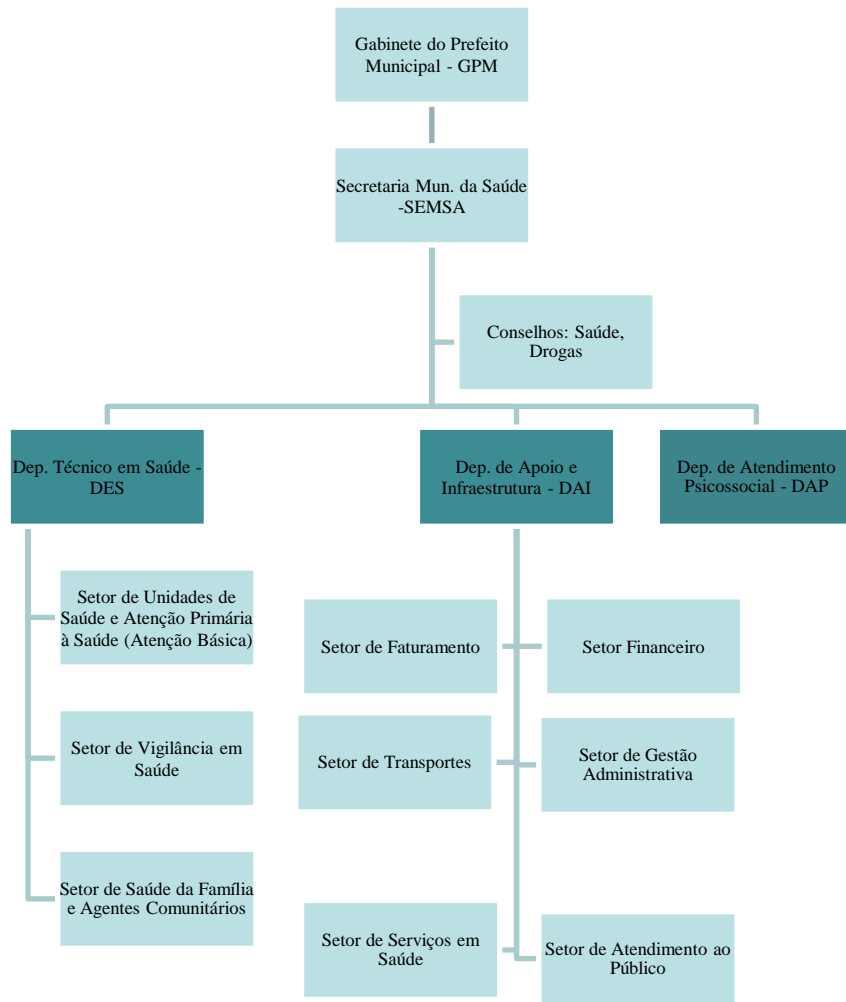 Gabinete do Prefeito
Municipal - GPM
Secretaria Mun. da Saúde
-SEMSA
Conselhos: Saúde,
Drogas
Dep. Técnico em Saúde -
DES
Dep. de Apoio e
Infraestrutura - DAI
Dep. de Atendimento
Psicossocial - DAP
Setor de Unidades de
Saúde e Atenção Primária
à Saúde (Atenção Básica)
Setor de Faturamento
Setor Financeiro
Setor de Vigilância em
Saúde
Setor de Transportes
Setor de Gestão
Administrativa
Setor de Saúde da Família
e Agentes Comunitários
Setor de Serviços em
Saúde
Setor de Atendimento ao
Público